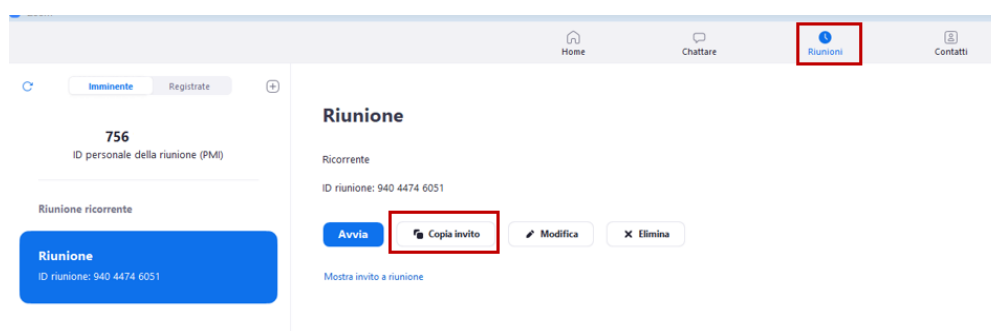 Home
Chattare
Riunioni
Contatti
Imminente
Registrate
756
ID personale della riunione (PMI)
Riunione ricorrente
Riunione
ID riunione: 940 4474 6051
Riunione
Ricorrente
ID riunione: 940 4474 6051
Avvia
Copia invito
Modifica
Elimina
Mostra invito a riunione